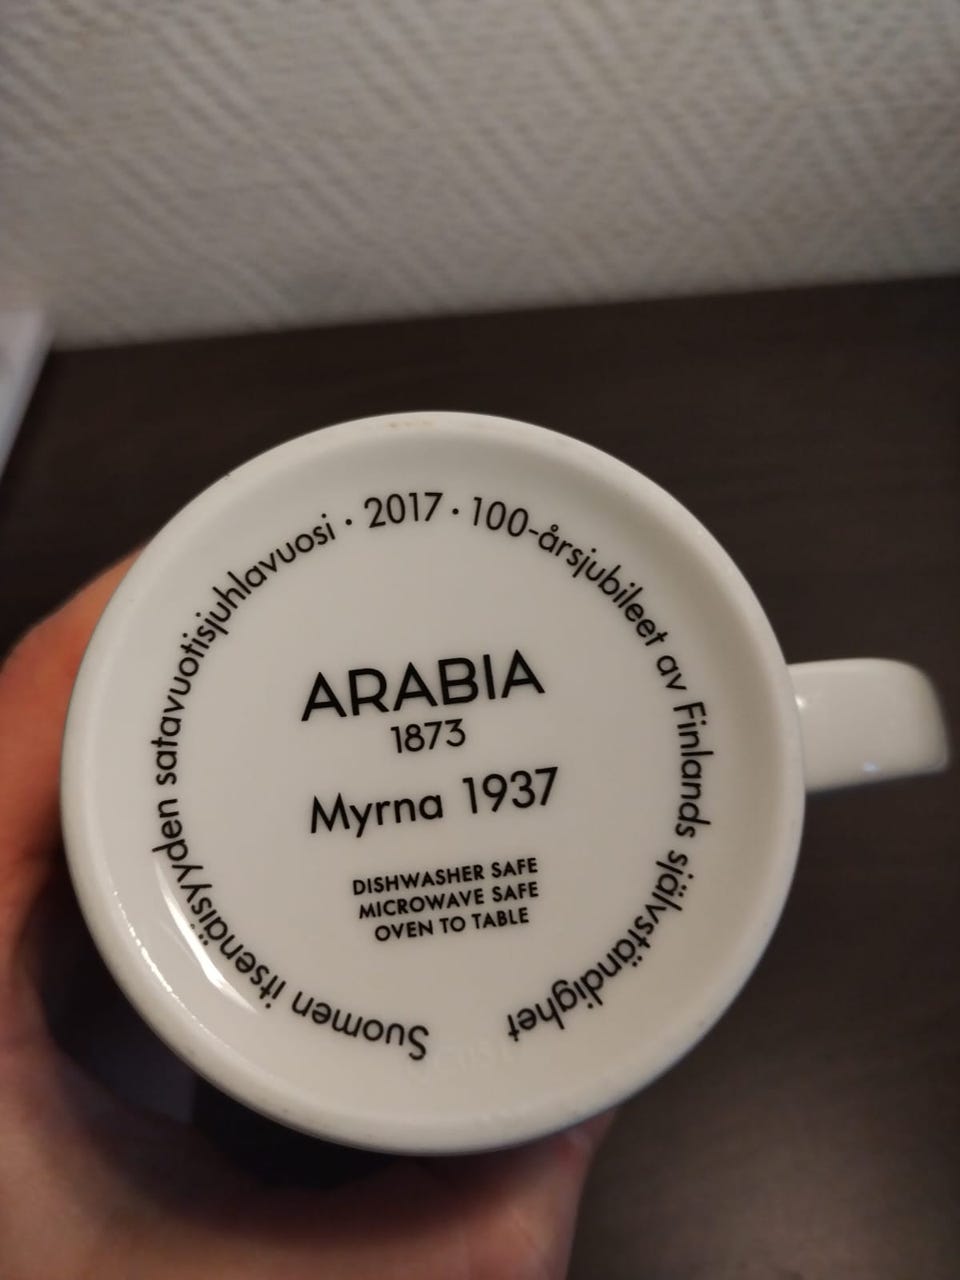 Suomen itsenäisyyden satavuotisjuhlavuosi · 2017 · 100-årsjubileet av Finlands självständighet
ARABIA
1873
Myrna 1937
DISHWASHER SAFE
MICROWAVE SAFE
OVEN TO TABLE